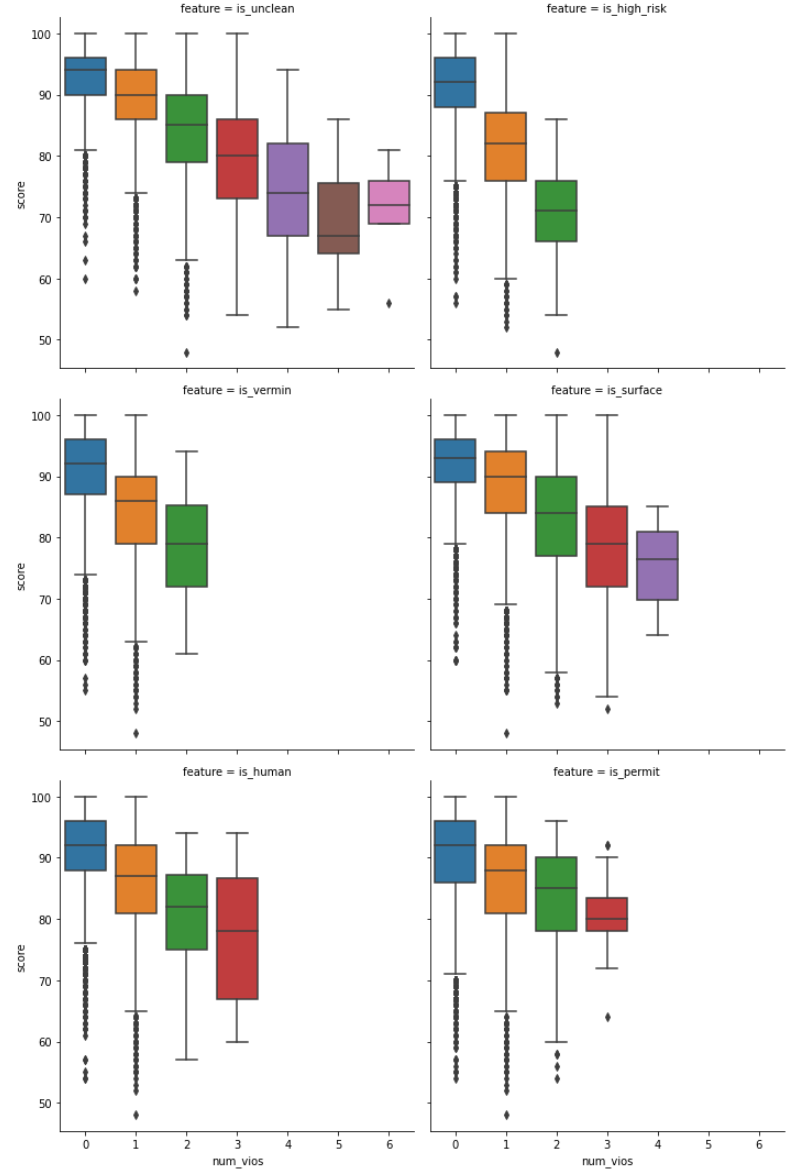 feature = is_unclean
feature = is_high_risk
100
90
80
70
60
50
score
feature = is_vermin
feature = is_surface
100
90
80
70
60
50
score
feature = is_human
feature = is_permit
100
90
80
70
60
50
score
0 1 2 3 4 5 6
0 1 2 3 4 5 6
num_vios
num_vios